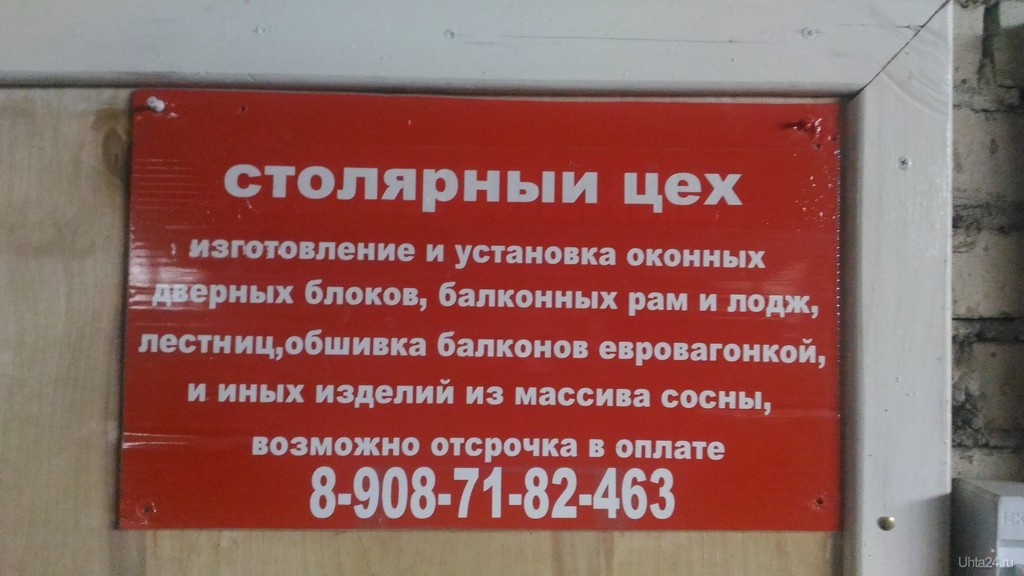 столярныи цех
изготовление и установка оконных
дверных блоков, балконных рам и лодж,
лестниц,обшивка балконов евровагонкой,
и иных изделий из массива сосны,
возможно отсрочка в оплате
8-908-71-82-463
Uhta24.ru